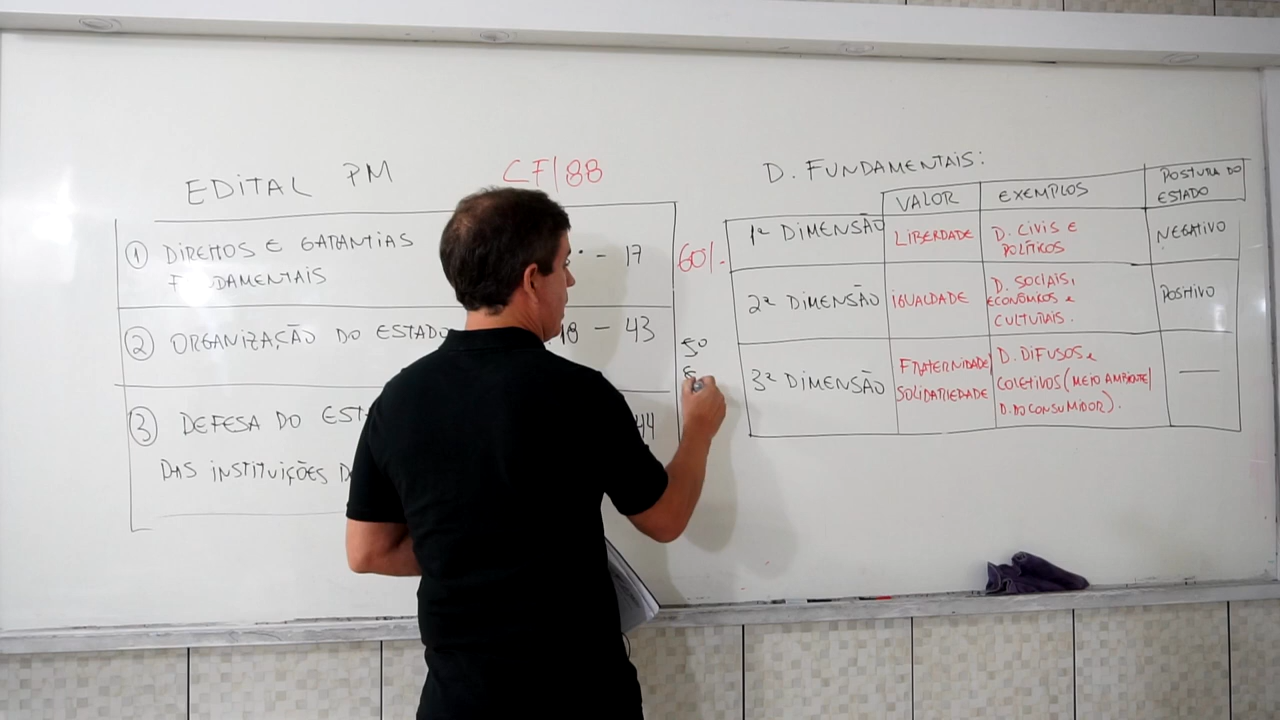 EDITAL PM
CF/88
① DIREITOS E GARANTIAS
FUNDAMENTAIS
- 17
60%.
② ORGANIZAÇÃO DO ESTADO
18 - 43
5º
③ DEFESA DO EST
44
DAS INSTITUIÇÕES D
D. FUNDAMENTAIS:
VALOR EXEMPLOS POSTURA DO
ESTADO
1ª DIMENSÃO LIBERDADE D. CIVIS E
POLÍTICOS
NEGATIVO
2ª DIMENSÃO IGUALDADE D. SOCIAIS,
ECONÔMICOS e
CULTURAIS.
POSITIVO
3ª DIMENSÃO FRATERNIDADE/
SOLIDARIEDADE
D. DIFUSOS e
COLETIVOS (MEIO AMBIENTE/
D. DO CONSUMIDOR).
—